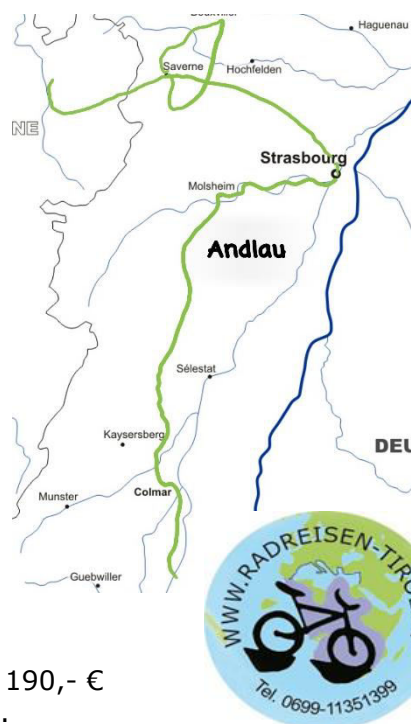 Haguenau
Saverne
Hochfelden
NE
Strasbourg
Molsheim
Andlau
Sélestat
Kaysersberg
DEU
Colmar
Munster
Guebwiller
WWW.RADREISEN-TIRO
Tel. 0699-11351399
190,- €
.